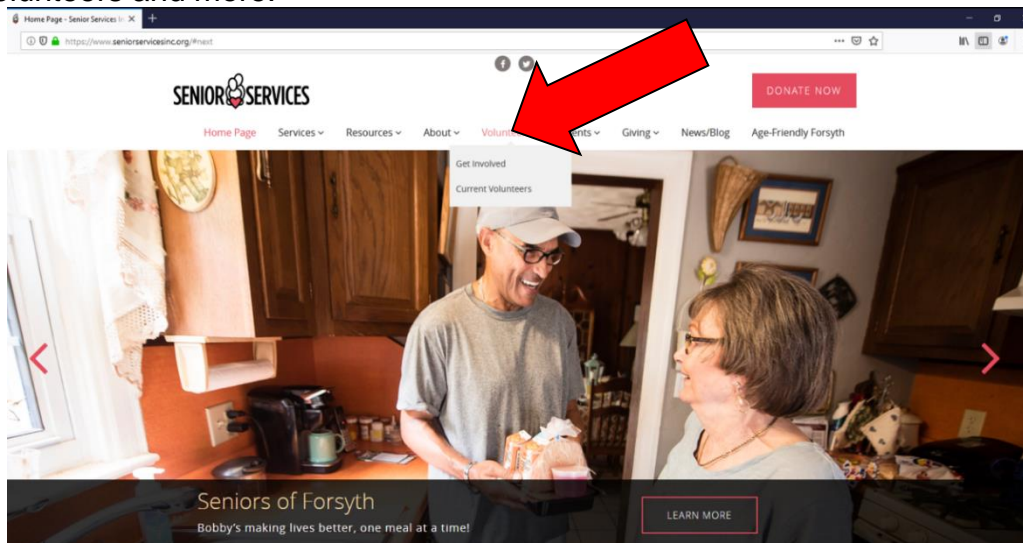 Home Page - Senior Services In
https://www.seniorservicesinc.org/#next
SENIOR SERVICES
DONATE NOW
Home Page Services Resources About Giving News/Blog Age-Friendly Forsyth
Get Involved
Current Volunteers
Seniors of Forsyth
Bobby's making lives better, one meal at a time!
LEARN MORE